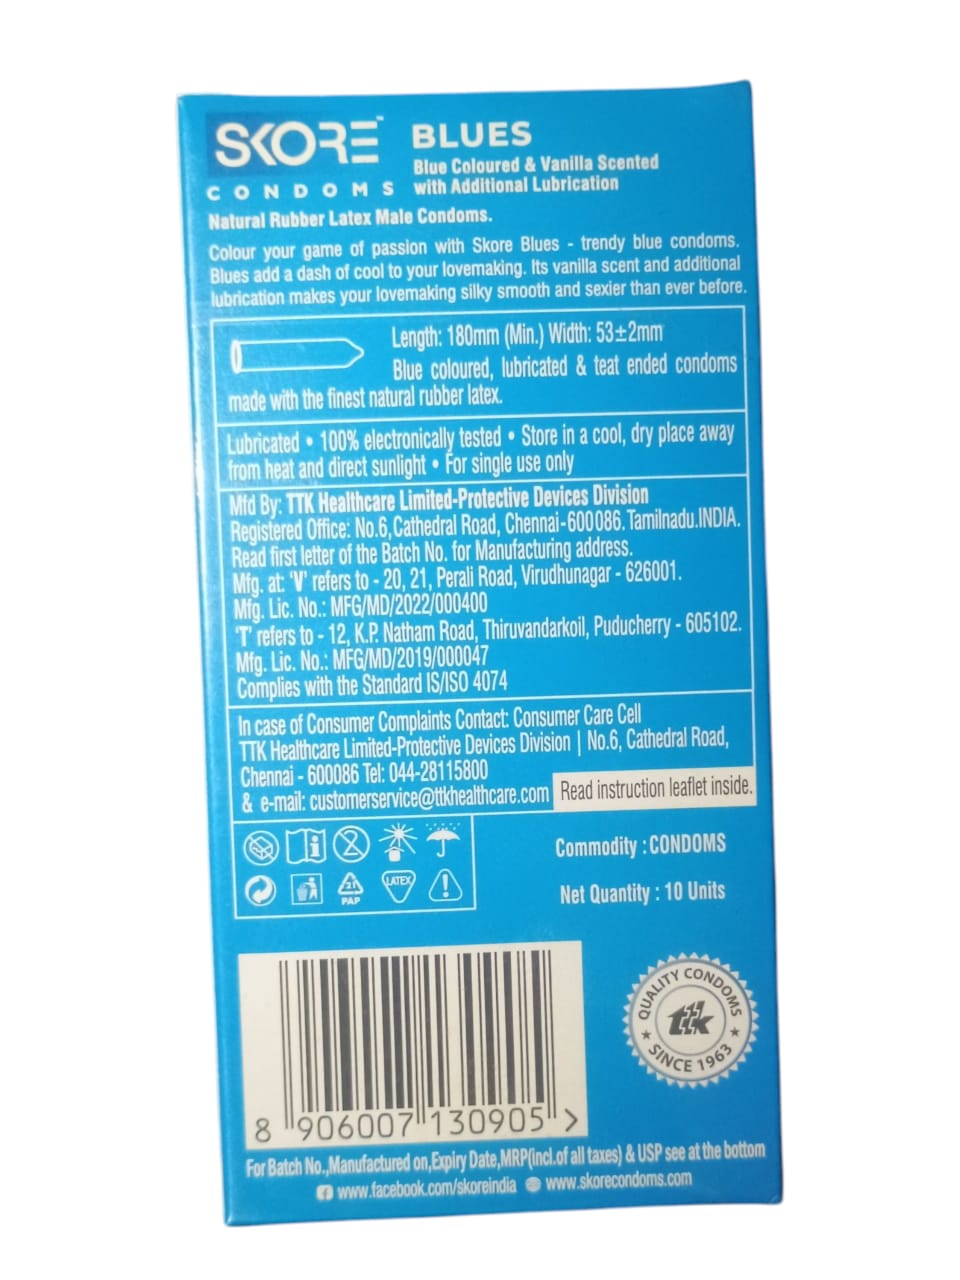 SKORE™ BLUES
CONDOMS
Blue Coloured & Vanilla Scented
with Additional Lubrication
Natural Rubber Latex Male Condoms.
Colour your game of passion with Skore Blues - trendy blue condoms.
Blues add a dash of cool to your lovemaking. Its vanilla scent and additional
lubrication makes your lovemaking silky smooth and sexier than ever before.
Length: 180mm (Min.) Width: 53±2mm
Blue coloured, lubricated & teat ended condoms
made with the finest natural rubber latex.
Lubricated • 100% electronically tested • Store in a cool, dry place away
from heat and direct sunlight • For single use only
Mfd By: TTK Healthcare Limited-Protective Devices Division
Registered Office: No.6, Cathedral Road, Chennai-600086. Tamilnadu.INDIA.
Read first letter of the Batch No. for Manufacturing address.
Mfg. at: 'V' refers to - 20, 21, Perali Road, Virudhunagar - 626001.
Mfg. Lic. No.: MFG/MD/2022/000400
'T' refers to - 12, K.P. Natham Road, Thiruvandarkoil, Puducherry - 605102.
Mfg. Lic. No.: MFG/MD/2019/000047
Complies with the Standard IS/ISO 4074
In case of Consumer Complaints Contact: Consumer Care Cell
TTK Healthcare Limited-Protective Devices Division | No.6, Cathedral Road,
Chennai - 600086 Tel: 044-28115800
& e-mail: customerservice@ttkhealthcare.com
Read instruction leaflet inside.
2
21
PAP
LATEX
Commodity : CONDOMS
Net Quantity : 10 Units
QUALITY CONDOMS
ttk
SINCE 1963
8 906007 130905 >
For Batch No.,Manufactured on,Expiry Date,MRP(incl.of all taxes) & USP see at the bottom
www.facebook.com/skoreindia www.skorecondoms.com